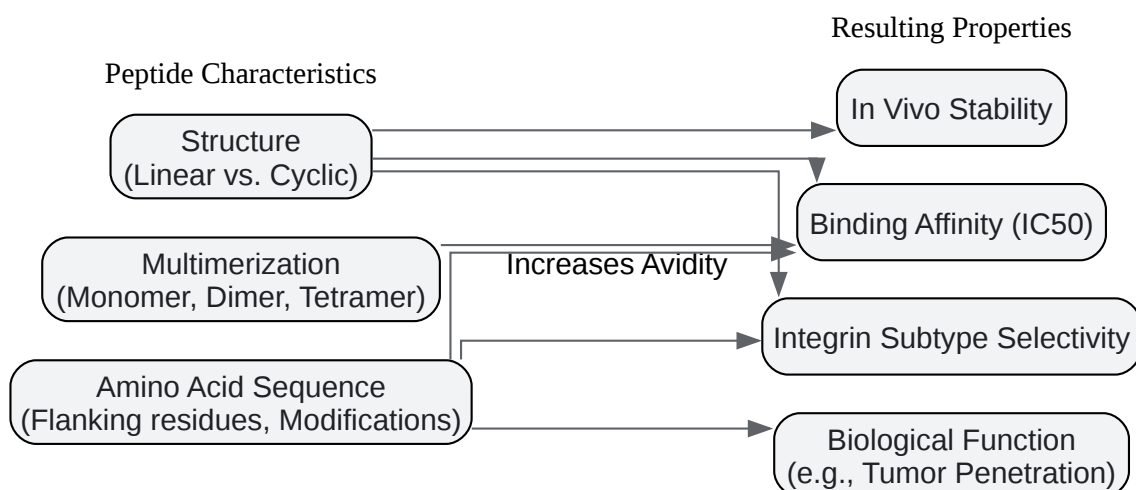 Resulting Properties
Peptide Characteristics
In Vivo Stability
Structure
(Linear vs. Cyclic)
Binding Affinity (IC50)
Multimerization
(Monomer, Dimer, Tetramer)
Increases Avidity
Integrin Subtype Selectivity
Amino Acid Sequence
(Flanking residues, Modifications)
Biological Function
(e.g., Tumor Penetration)